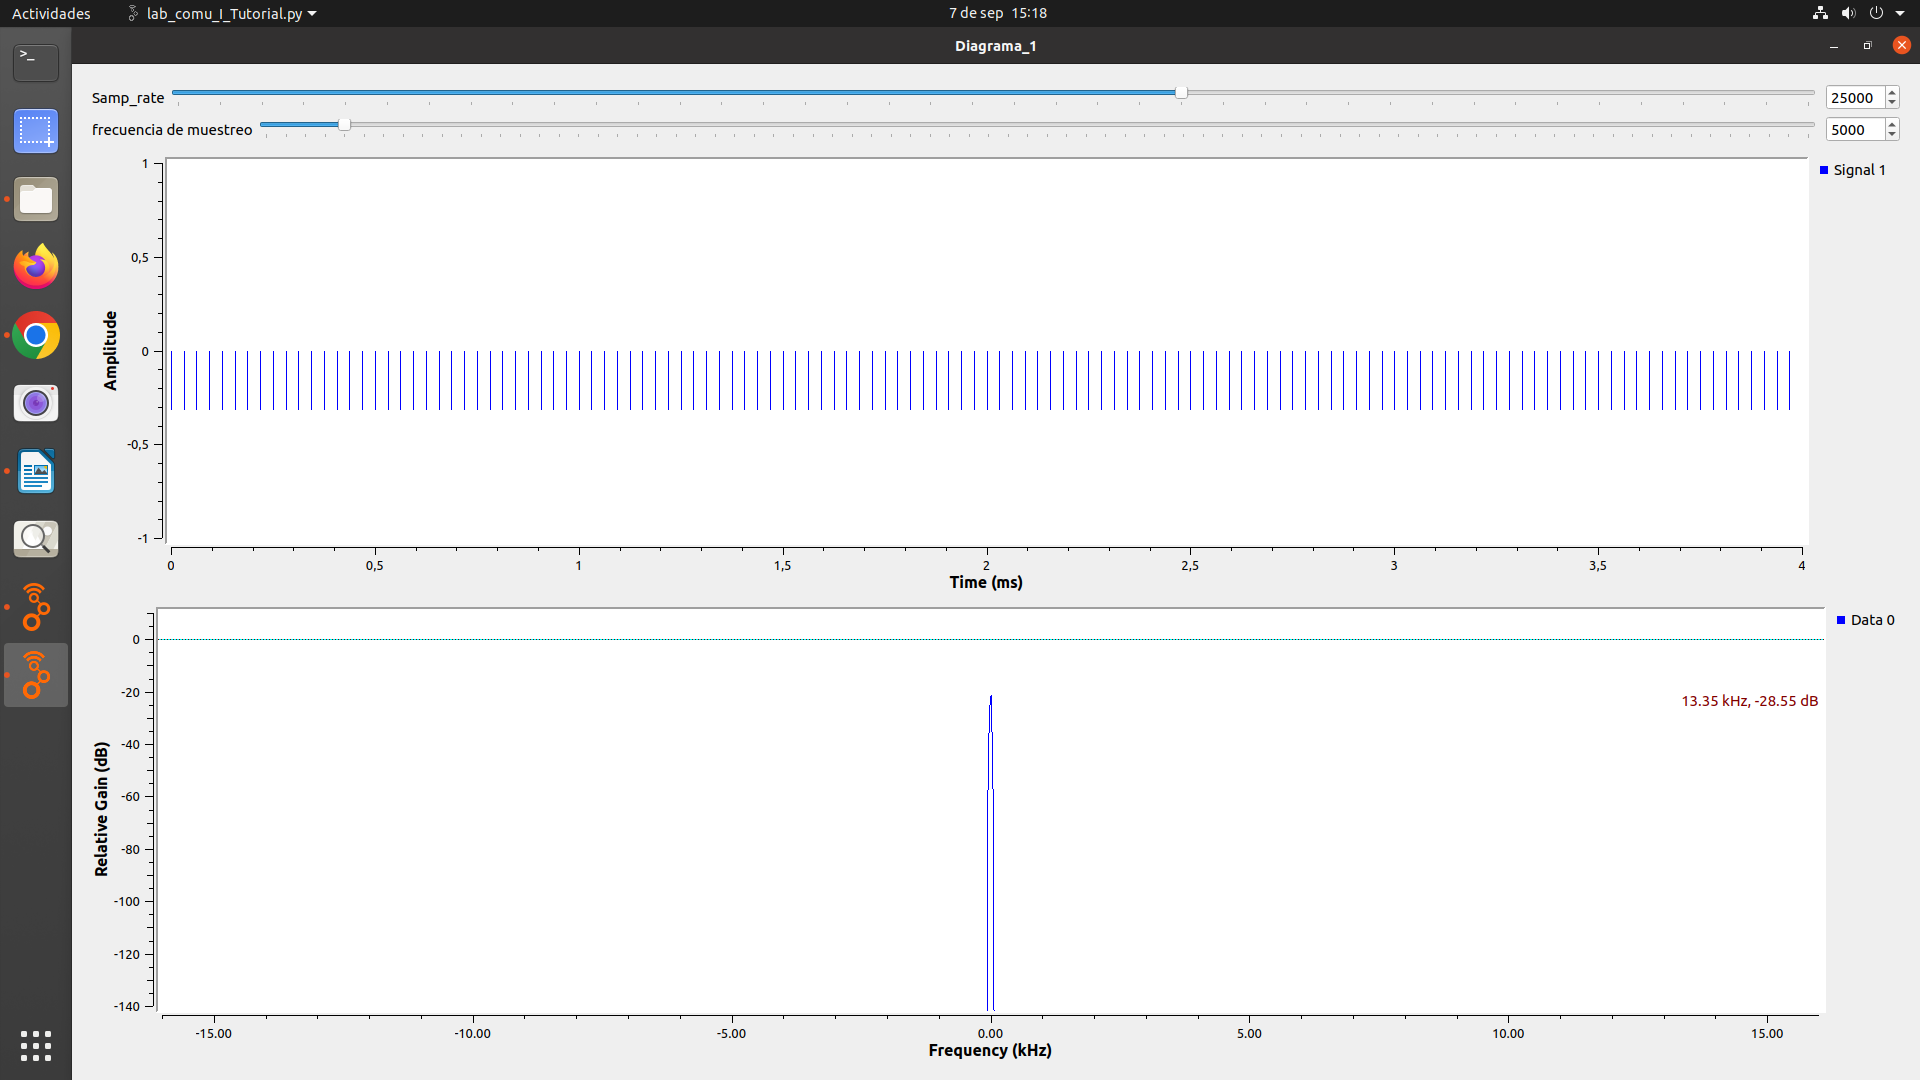 Actividades lab_comu_I_Tutorial.py 7 de sep 15:18
Diagrama_1
Samp_rate 25000
frecuencia de muestreo 5000
Signal 1
1
0,5
0
-0,5
-1
Amplitude
0 0,5 1 1,5 2 2,5 3 3,5 4
Time (ms)
Data 0
13.35 kHz, -28.55 dB
0
-20
-40
-60
-80
-100
-120
-140
Relative Gain (dB)
-15.00 -10.00 -5.00 0.00 5.00 10.00 15.00
Frequency (kHz)